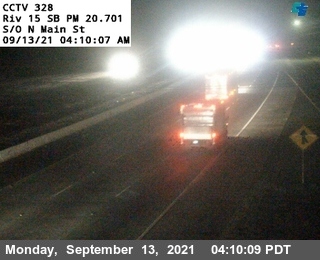 CCTV 328
Riv 15 SB PM 20.701
S/O N Main St
09/13/21 04:10:07 AM
Monday, September 13, 2021 04:10:09 PDT